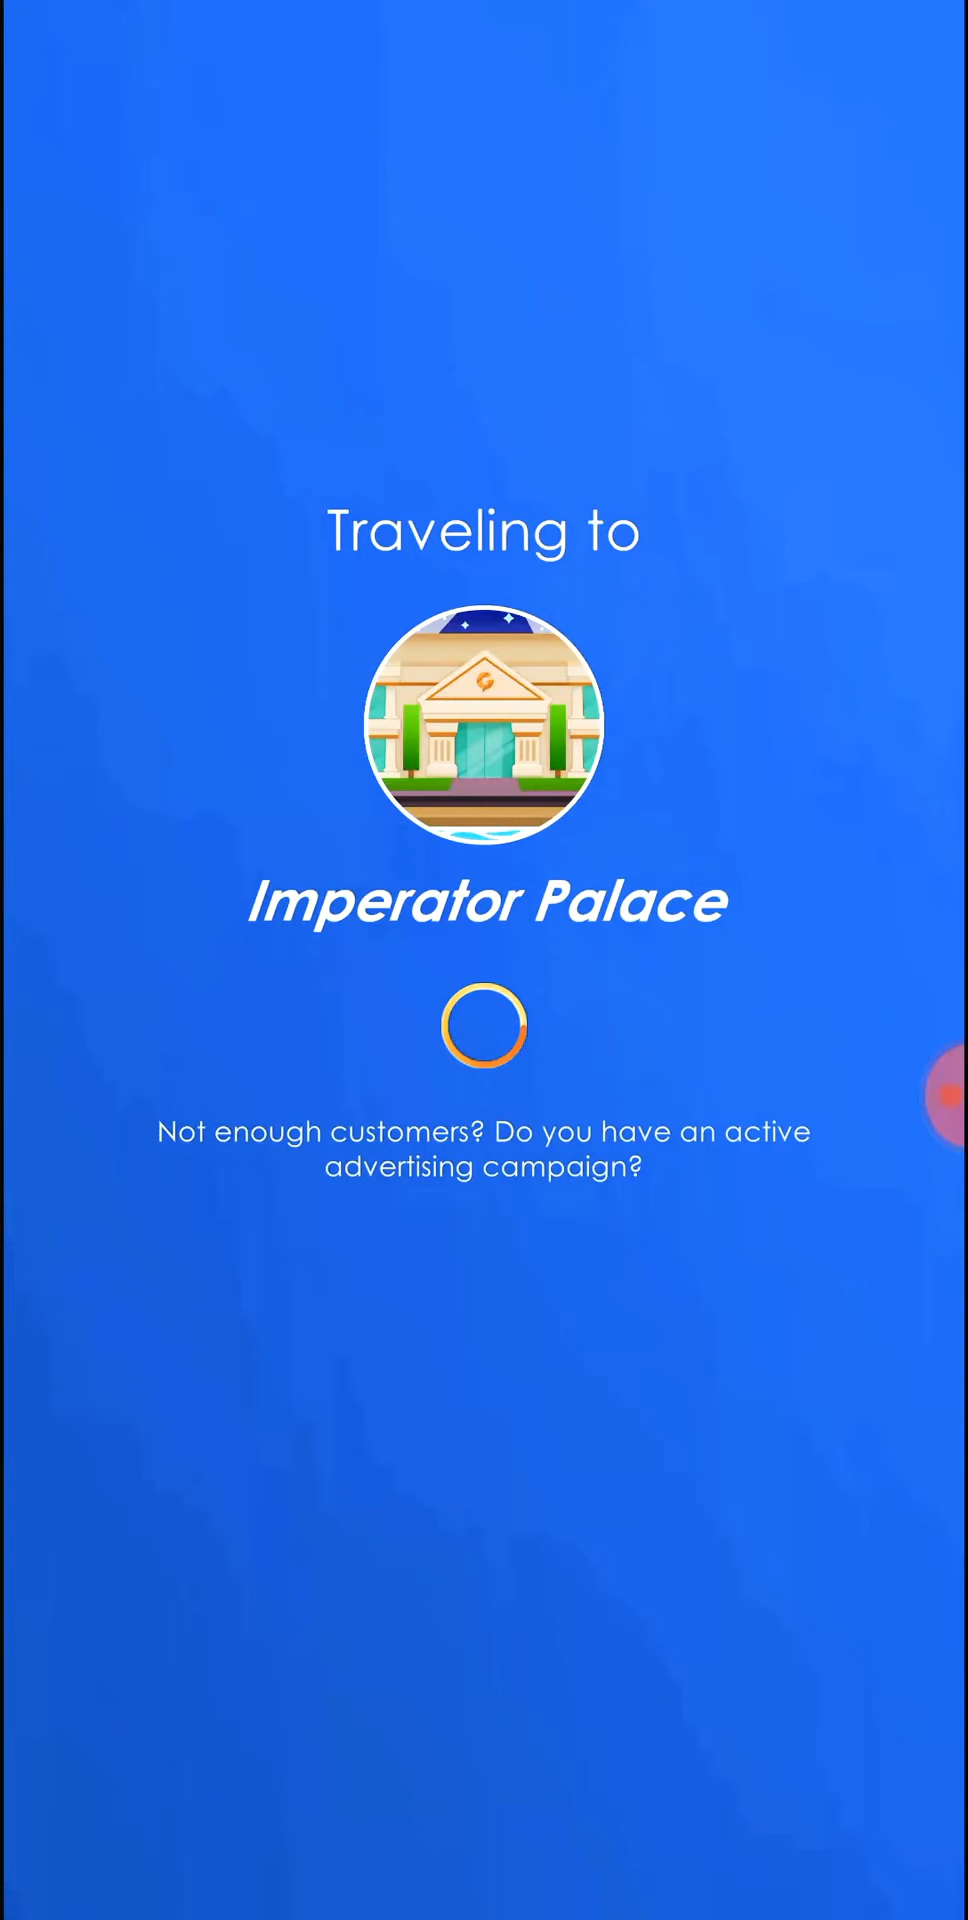 Traveling to
G
Imperator Palace
Not enough customers? Do you have an active
advertising campaign?